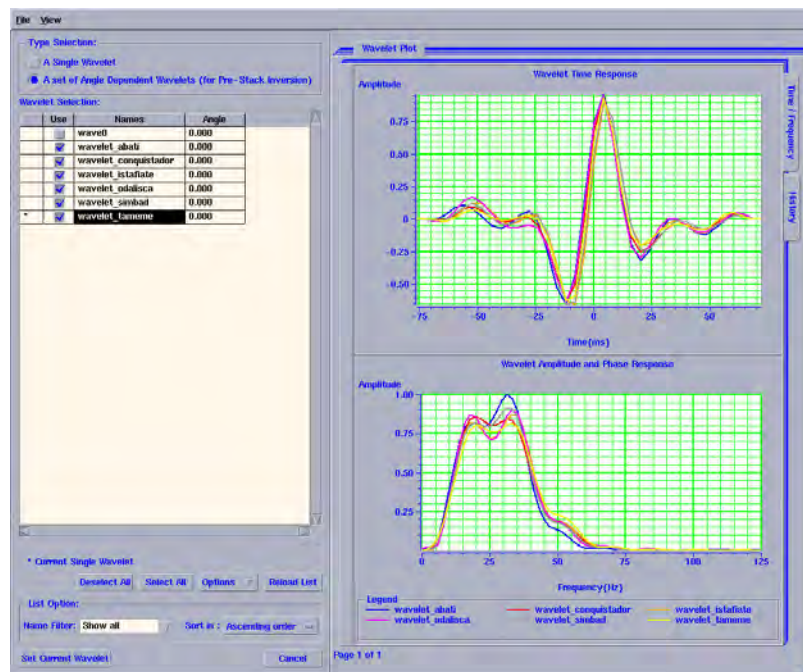 File View
Type Selection:
A Single Wavelet
A set of Angle Dependent Wavelets (for Pre-Stack Inversion)
Wavelet Selection:
Use Names Angle
wave0 0.000
wavelet_abati 0.000
wavelet_conquistador 0.000
wavelet_istafiate 0.000
wavelet_odalisca 0.000
wavelet_simbad 0.000
* wavelet_tameme 0.000
* Current Single Wavelet
Deselect All Select All Options Reload List
List Option:
Name Filter: Show all Sort in : Ascending order
Set Current Wavelet Cancel
Wavelet Plot
Time / Frequency
History
Wavelet Time Response
Amplitude
0.75
0.50
0.25
0
-0.25
-0.50
-75 -50 -25 0 25 50
Time(ms)
Wavelet Amplitude and Phase Response
Amplitude
1.00
0.75
0.50
0.25
0 25 50 75 100 125
Frequency(Hz)
Legend
wavelet_abati wavelet_conquistador wavelet_istafiate
wavelet_odalisca wavelet_simbad wavelet_tameme
Page 1 of 1